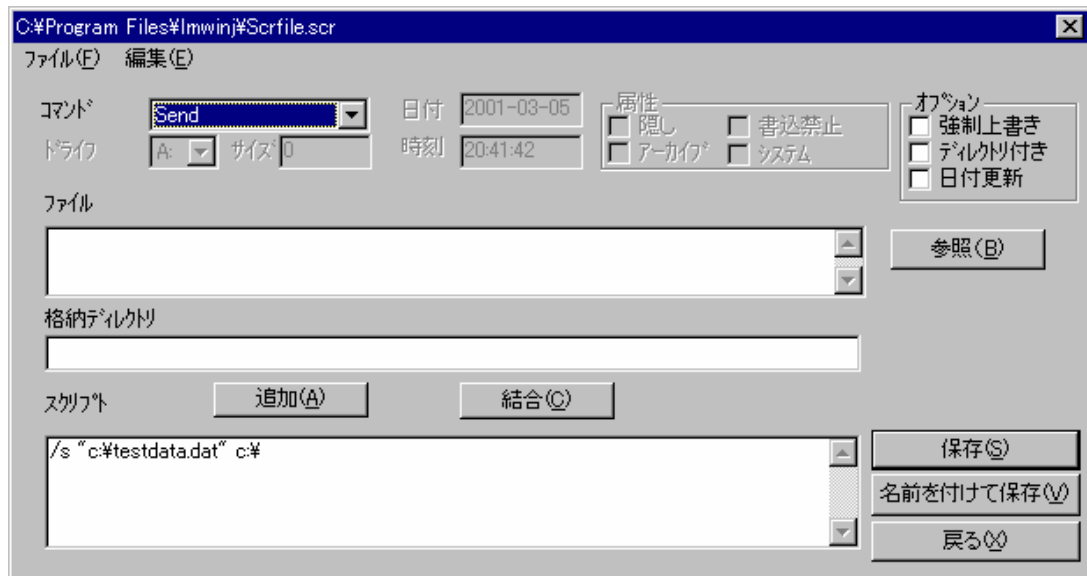 C:¥Program Files¥lmwinj¥Scrfile.scr
ファイル(F) 編集(E)
コマンド Send 日付 2001-03-05 属性 オプション
隠し 書込禁止 強制上書き
ドライブ A: サイズ 0 時刻 20:41:42 アーカイブ システム ディレクトリ付き
日付更新
ファイル
参照(B)
格納ディレクトリ
スクリプト 追加(A) 結合(C)
/s "c:¥testdata.dat" c:¥
保存(S)
名前を付けて保存(V)
戻る(X)